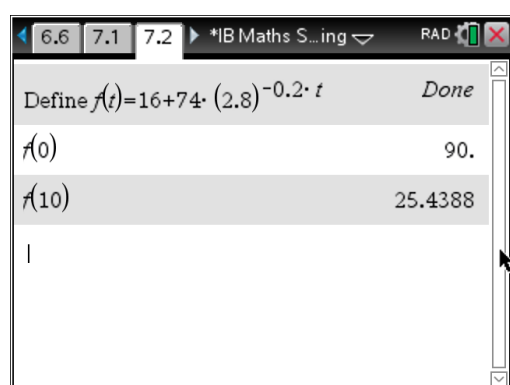 6.6 7.1 7.2 *IB Maths S...ing RAD
Define f(t)=16+74·(2.8)^-0.2·t Done
f(0) 90.
f(10) 25.4388